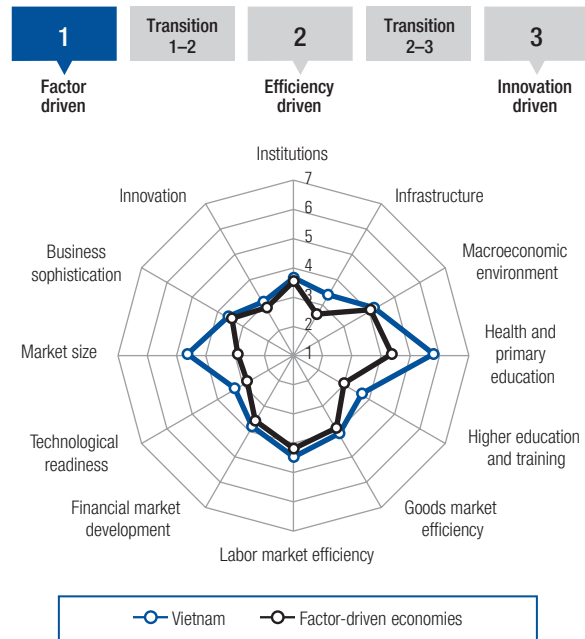 1
Transition
1–2
2
Transition
2–3
3
Factor
driven
Efficiency
driven
Innovation
driven
Institutions
7
6
5
4
3
2
1
Infrastructure
Macroeconomic
environment
Health and
primary
education
Higher education
and training
Goods market
efficiency
Labor market efficiency
Financial market
development
Technological
readiness
Market size
Business
sophistication
Innovation
Vietnam
Factor-driven economies